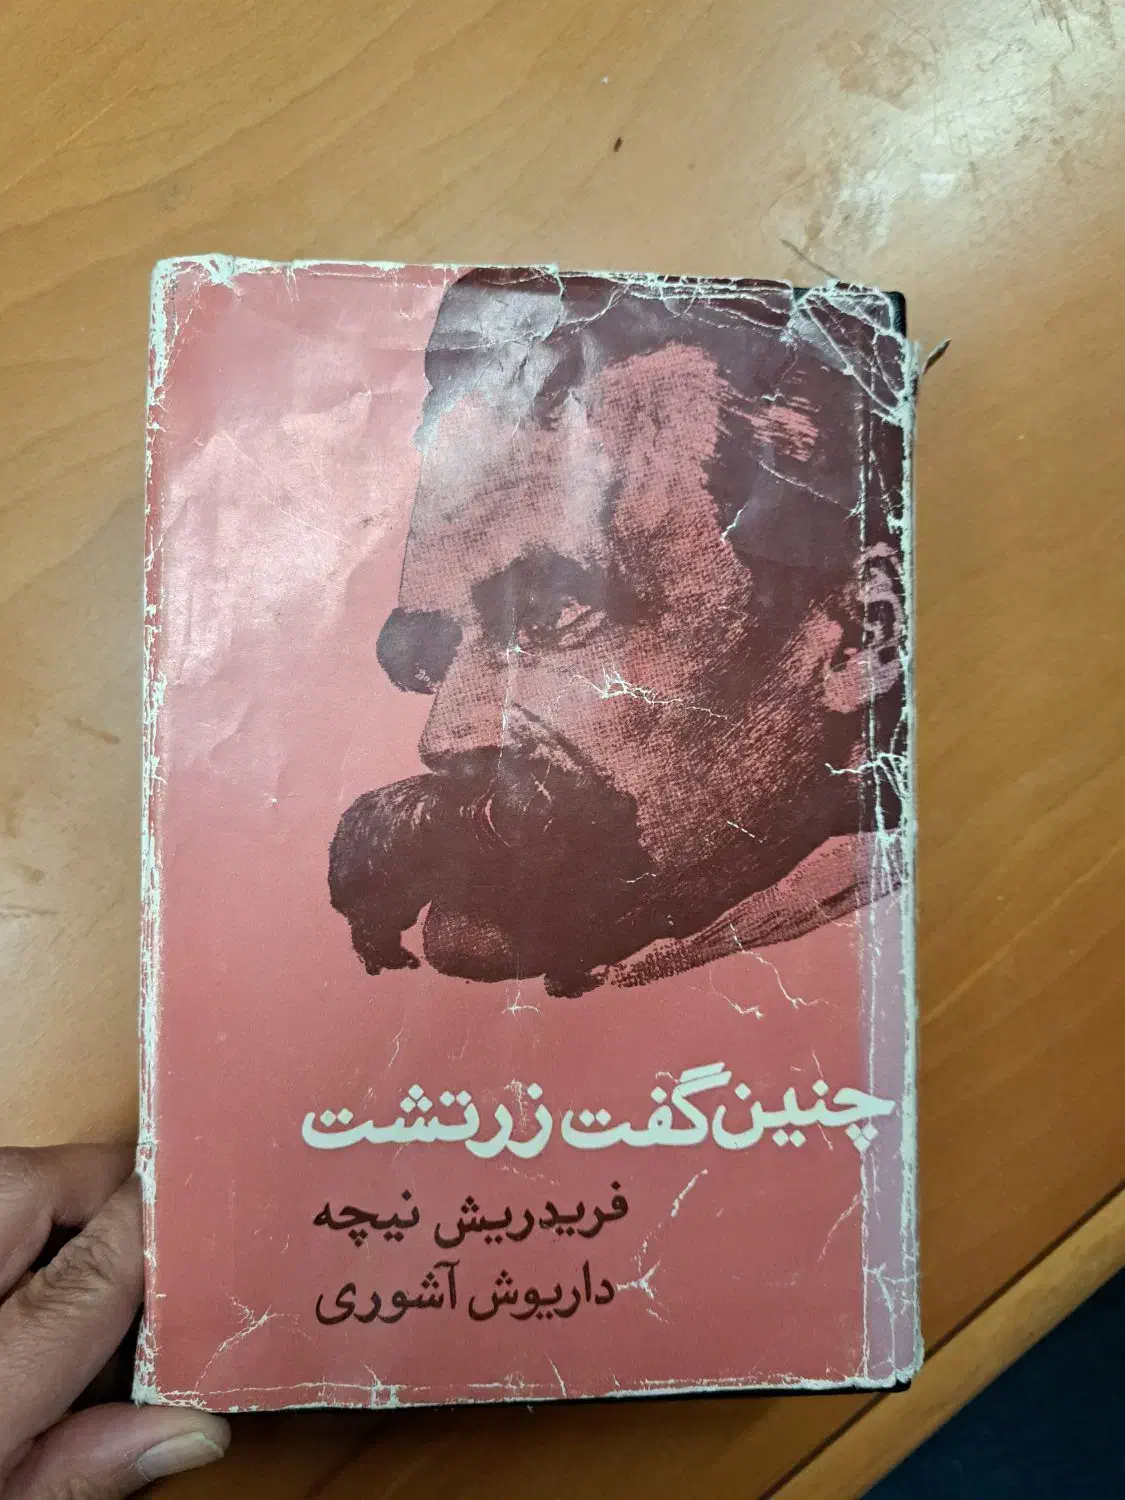 چنین گفت زرتشت
فریدریش نیچه
داریوش آشوری